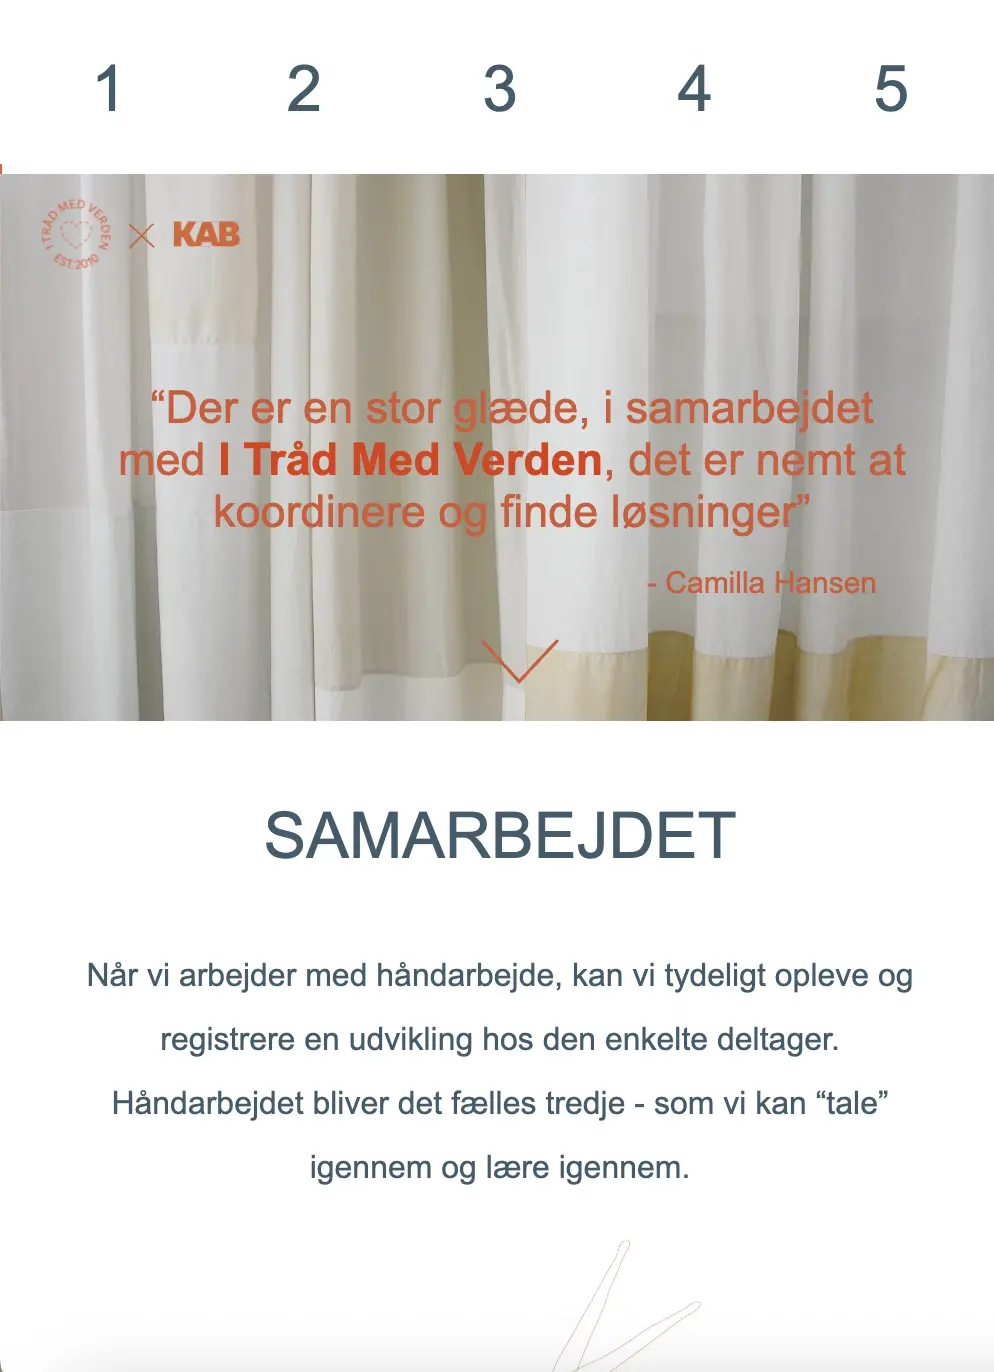 1 2 3 4 5
I TRÅD MED VERDEN
EST. 2010
KAB
“Der er en stor glæde, i samarbejdet
med I Tråd Med Verden, det er nemt at
koordinere og finde løsninger”
- Camilla Hansen
SAMARBEJDET
Når vi arbejder med håndarbejde, kan vi tydeligt opleve og
registrere en udvikling hos den enkelte deltager.
Håndarbejdet bliver det fælles tredje - som vi kan “tale”
igennem og lære igennem.